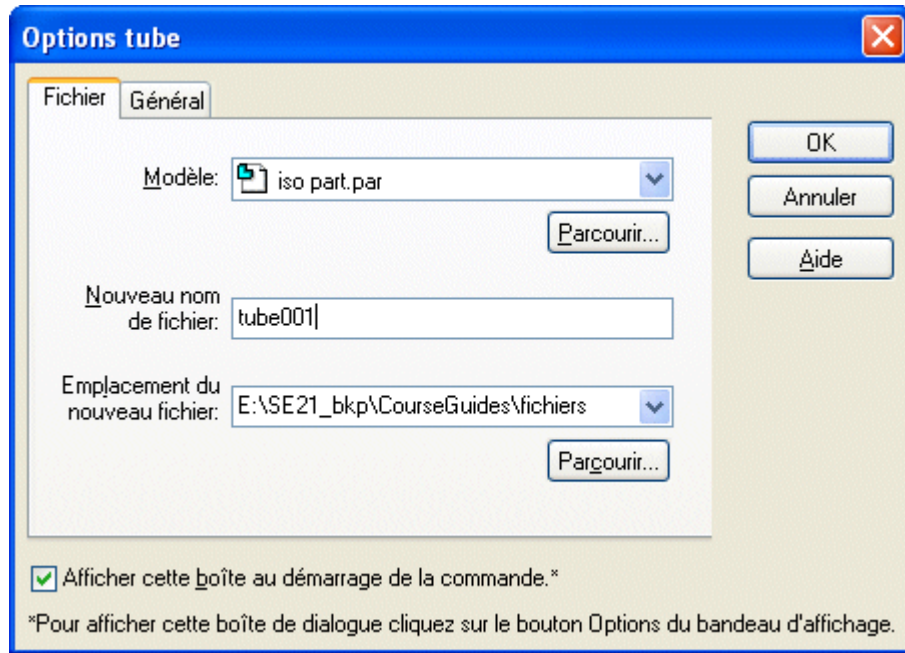 Options tube
Fichier Général
Modèle: iso part.par
Parcourir...
Nouveau nom
de fichier: tube001
Emplacement du
nouveau fichier: E:\SE21_bkp\CourseGuides\fichiers
Parcourir...
OK
Annuler
Aide
Afficher cette boîte au démarrage de la commande.*
*Pour afficher cette boîte de dialogue cliquez sur le bouton Options du bandeau d'affichage.